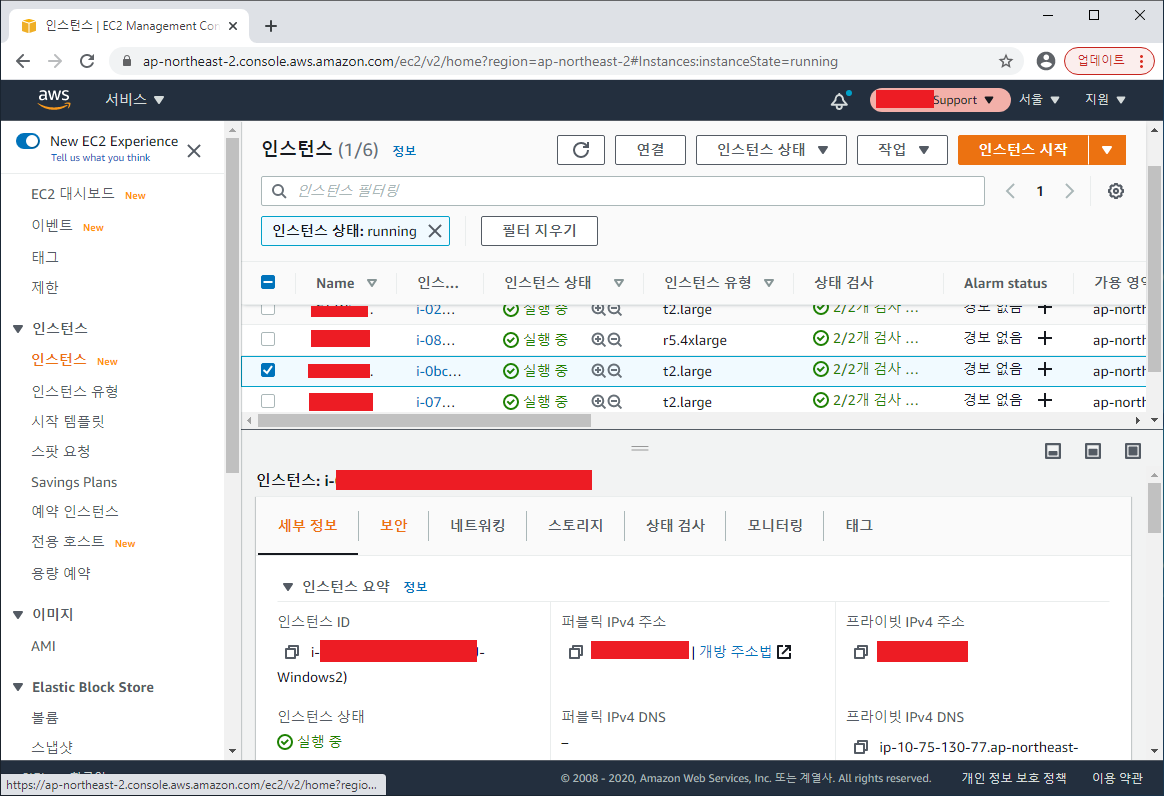 인스턴스 | EC2 Management Con
ap-northeast-2.console.aws.amazon.com/ec2/v2/home?region=ap-northeast-2#Instances:instanceState=running
업데이트
aws 서비스 Support 서울 지원
New EC2 Experience
Tell us what you think
EC2 대시보드 New
이벤트 New
태그
제한
인스턴스
인스턴스 New
인스턴스 유형
시작 템플릿
스팟 요청
Savings Plans
예약 인스턴스
전용 호스트 New
용량 예약
이미지
AMI
Elastic Block Store
볼륨
스냅샷
인스턴스 (1/6) 정보 연결 인스턴스 상태 작업 인스턴스 시작
인스턴스 필터링 1
인스턴스 상태: running 필터 지우기
Name 인스... 인스턴스 상태 인스턴스 유형 상태 검사 Alarm status 가용 영역
i-02... 실행 중 t2.large 2/2개 검사 ... 경보 없음 ap-north
i-08... 실행 중 r5.4xlarge 2/2개 검사 ... 경보 없음 ap-north
i-0bc... 실행 중 t2.large 2/2개 검사 ... 경보 없음 ap-north
i-07... 실행 중 t2.large 2/2개 검사 ... 경보 없음 ap-north
인스턴스: i-
세부 정보 보안 네트워킹 스토리지 상태 검사 모니터링 태그
인스턴스 요약 정보
인스턴스 ID 퍼블릭 IPv4 주소 프라이빗 IPv4 주소
i- - | 개방 주소법
Windows2)
인스턴스 상태 퍼블릭 IPv4 DNS 프라이빗 IPv4 DNS
실행 중 – ip-10-75-130-77.ap-northeast-
© 2008 - 2020, Amazon Web Services, Inc. 또는 계열사. All rights reserved. 개인 정보 보호 정책 이용 약관
https://ap-northeast-2.console.aws.amazon.com/ec2/v2/home?regio...